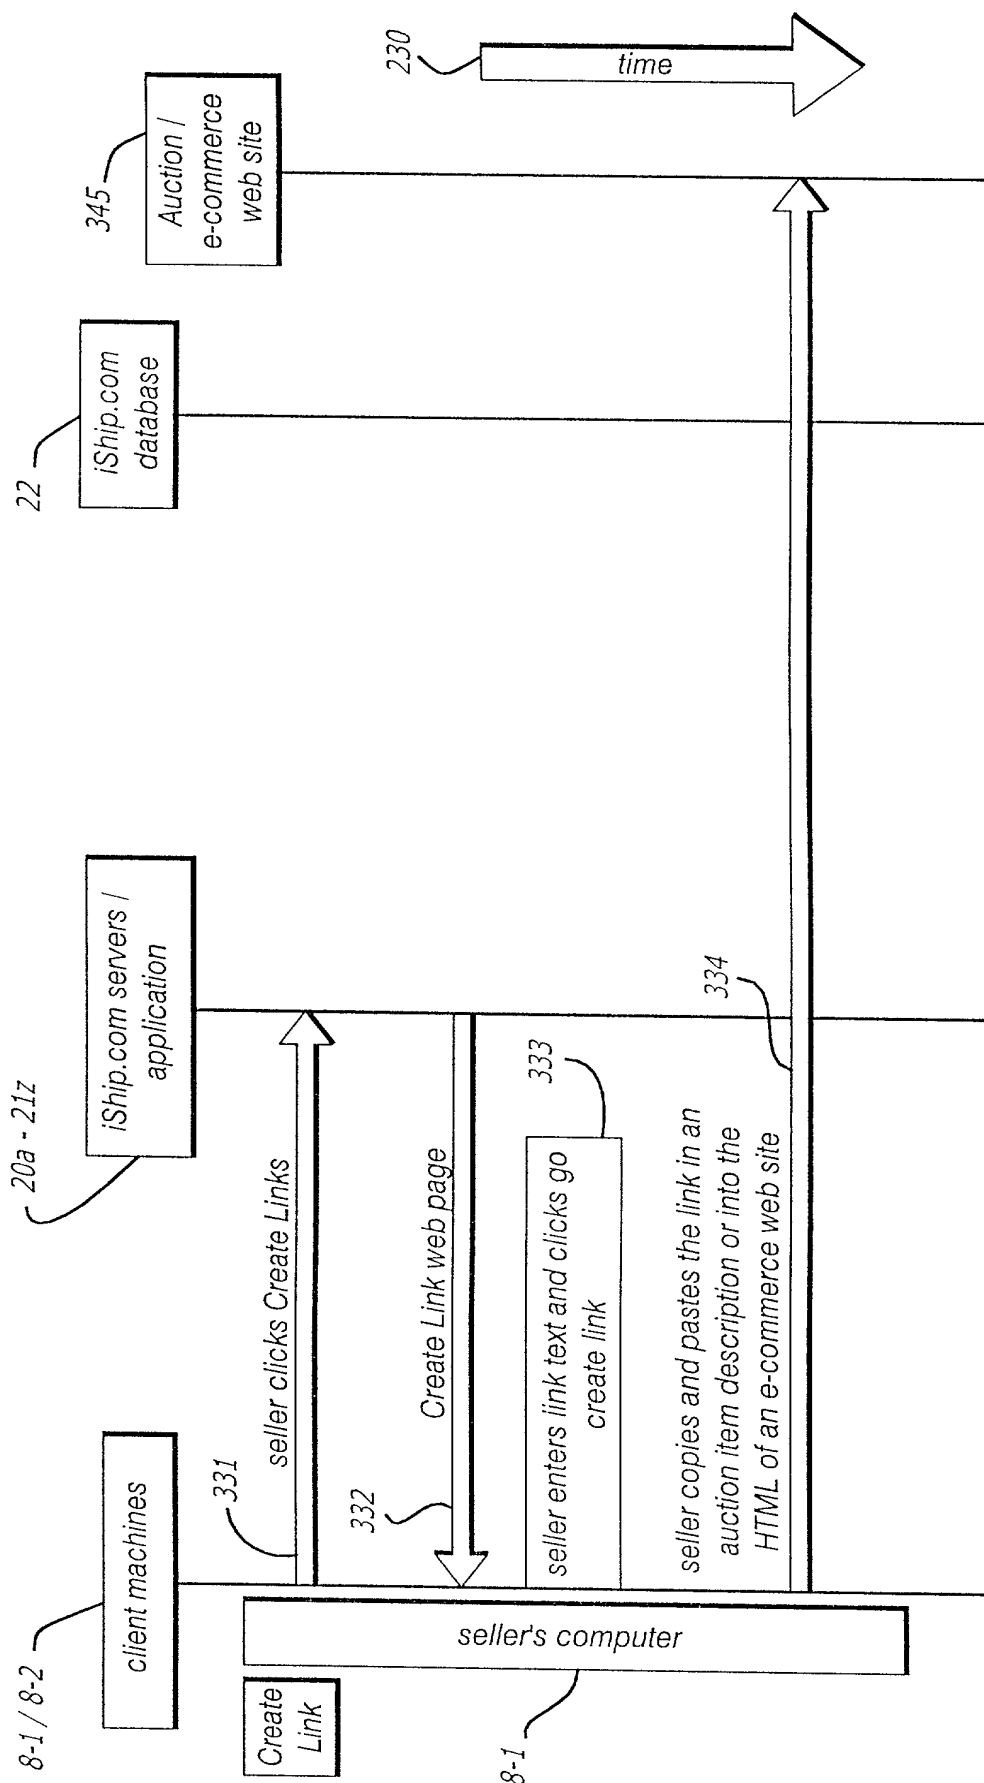 8-1 / 8-2
client machines
20a - 21z
iShip.com servers /
application
22
iShip.com
database
345
Auction /
e-commerce
web site
230
time
Create
Link
8-1
seller's computer
331
seller clicks Create Links
332
Create Link web page
333
seller enters link text and clicks go
create link
334
seller copies and pastes the link in an
auction item description or into the
HTML of an e-commerce web site